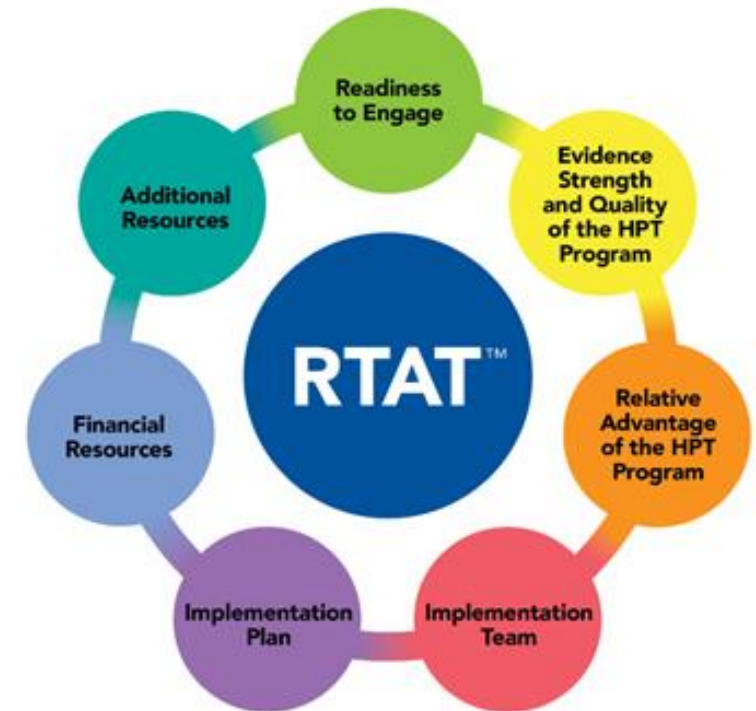 Readiness
to Engage
Evidence
Strength
and Quality
of the HPT
Program
Relative
Advantage
of the HPT
Program
Implementation
Team
Implementation
Plan
Financial
Resources
Additional
Resources
RTAT™